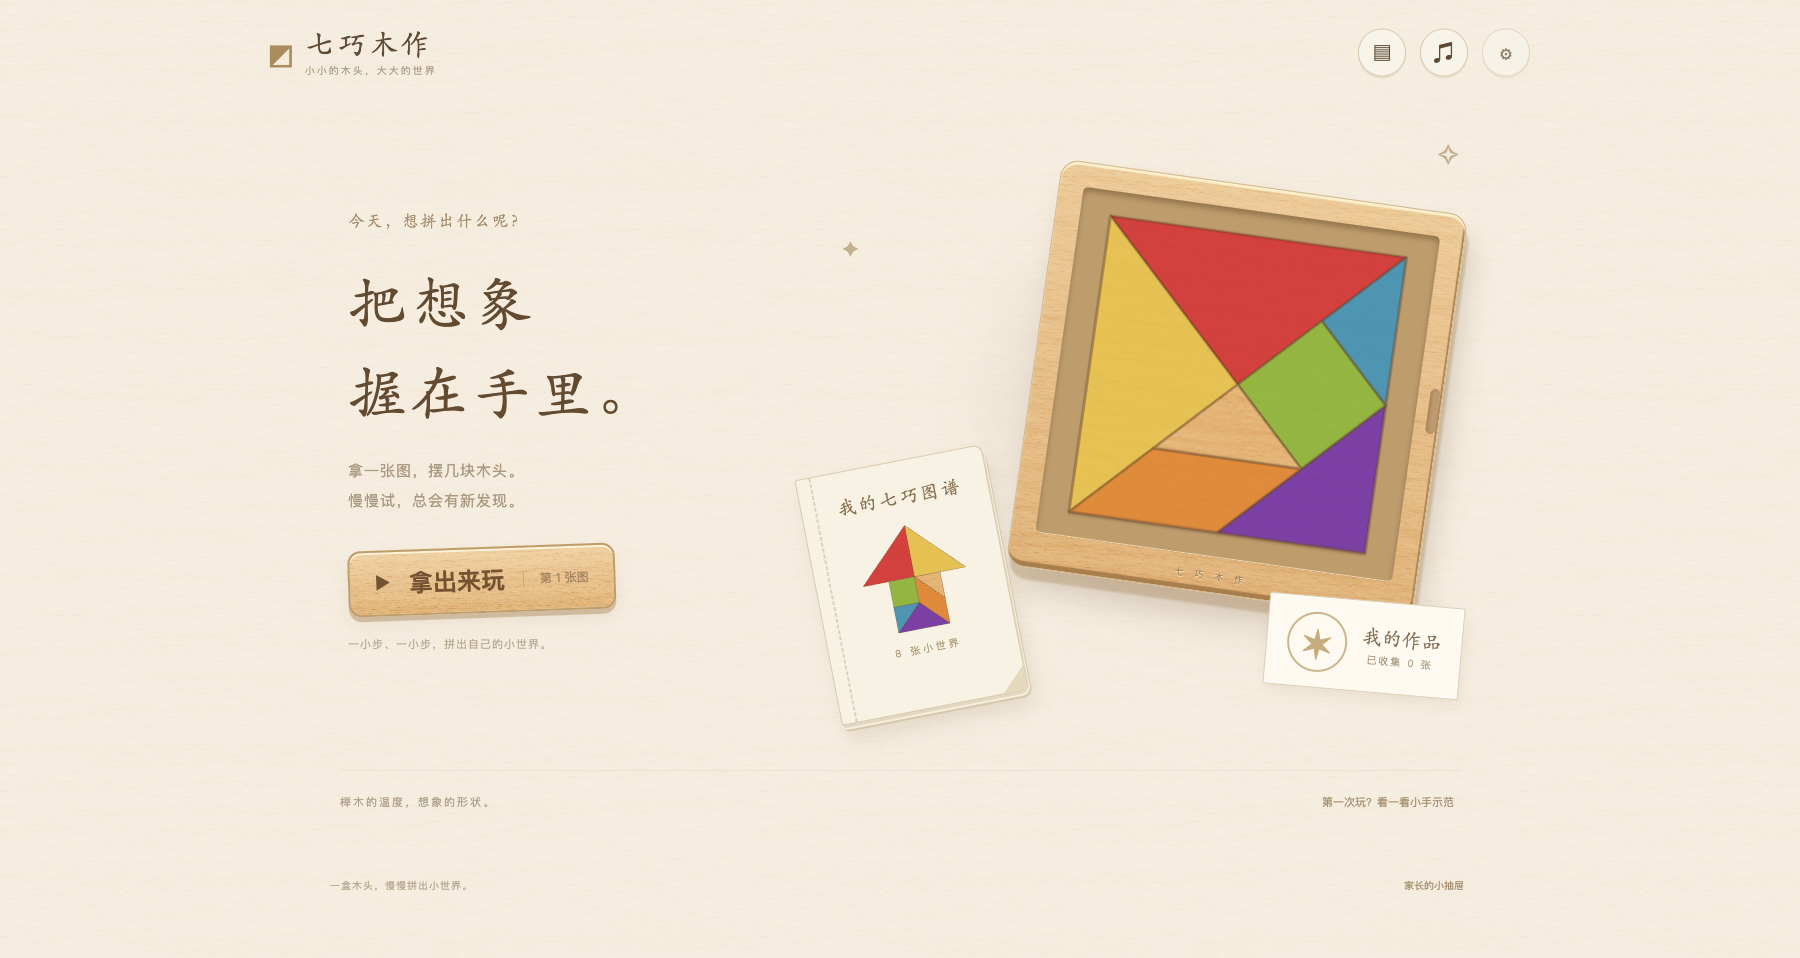 七巧木作
小小的木头，大大的世界
今天，想拼出什么呢？
把想象
握在手里。
拿一张图，摆几块木头。
慢慢试，总会有新发现。
拿出来玩 第 1 张图
一小步、一小步，拼出自己的小世界。
我的七巧图谱
8 张小世界
七巧木作
我的作品
已收集 0 张
榉木的温度，想象的形状。
第一次玩？看一看小手示范
一盒木头，慢慢拼出小世界。
家长的小抽屉